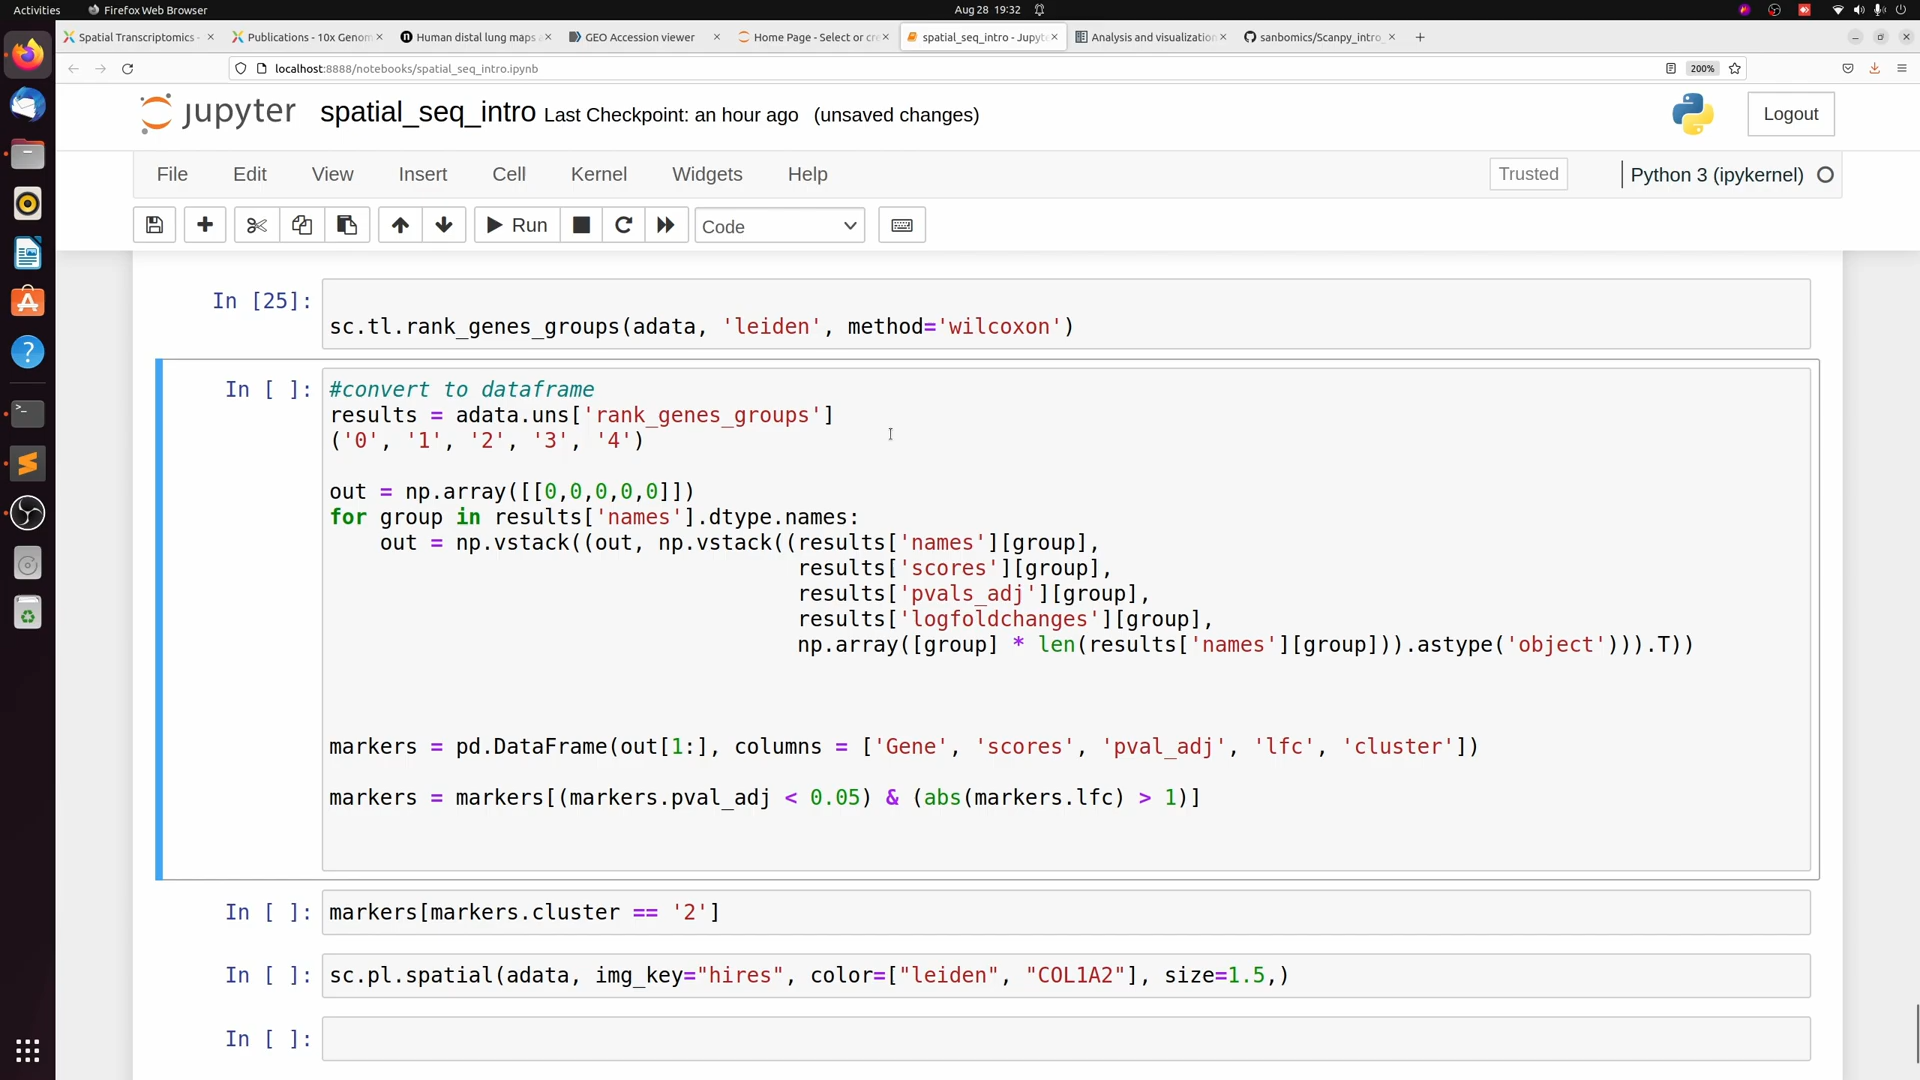 Activities
Firefox Web Browser
Aug 28 19:32
Spatial Transcriptomics -
Publications - 10x Genom
Human distal lung maps a
GEO Accession viewer
Home Page - Select or cre
spatial_seq_intro - Jupyte
Analysis and visualization
sanbomics/Scanpy_intro_
localhost:8888/notebooks/spatial_seq_intro.ipynb
200%
jupyter
spatial_seq_intro Last Checkpoint: an hour ago (unsaved changes)
Logout
File Edit View Insert Cell Kernel Widgets Help
Trusted
Python 3 (ipykernel)
Run
Code
In [25]:
sc.tl.rank_genes_groups(adata, 'leiden', method='wilcoxon')
In [ ]:
#convert to dataframe
results = adata.uns['rank_genes_groups']
('0', '1', '2', '3', '4')
out = np.array([[0,0,0,0,0]])
for group in results['names'].dtype.names:
    out = np.vstack((out, np.vstack((results['names'][group],
                                     results['scores'][group],
                                     results['pvals_adj'][group],
                                     results['logfoldchanges'][group],
                                     np.array([group] * len(results['names'][group])).astype('object'))).T))
markers = pd.DataFrame(out[1:], columns = ['Gene', 'scores', 'pval_adj', 'lfc', 'cluster'])
markers = markers[(markers.pval_adj < 0.05) & (abs(markers.lfc) > 1)]
In [ ]:
markers[markers.cluster == '2']
In [ ]:
sc.pl.spatial(adata, img_key="hires", color=["leiden", "COL1A2"], size=1.5,)
In [ ]: